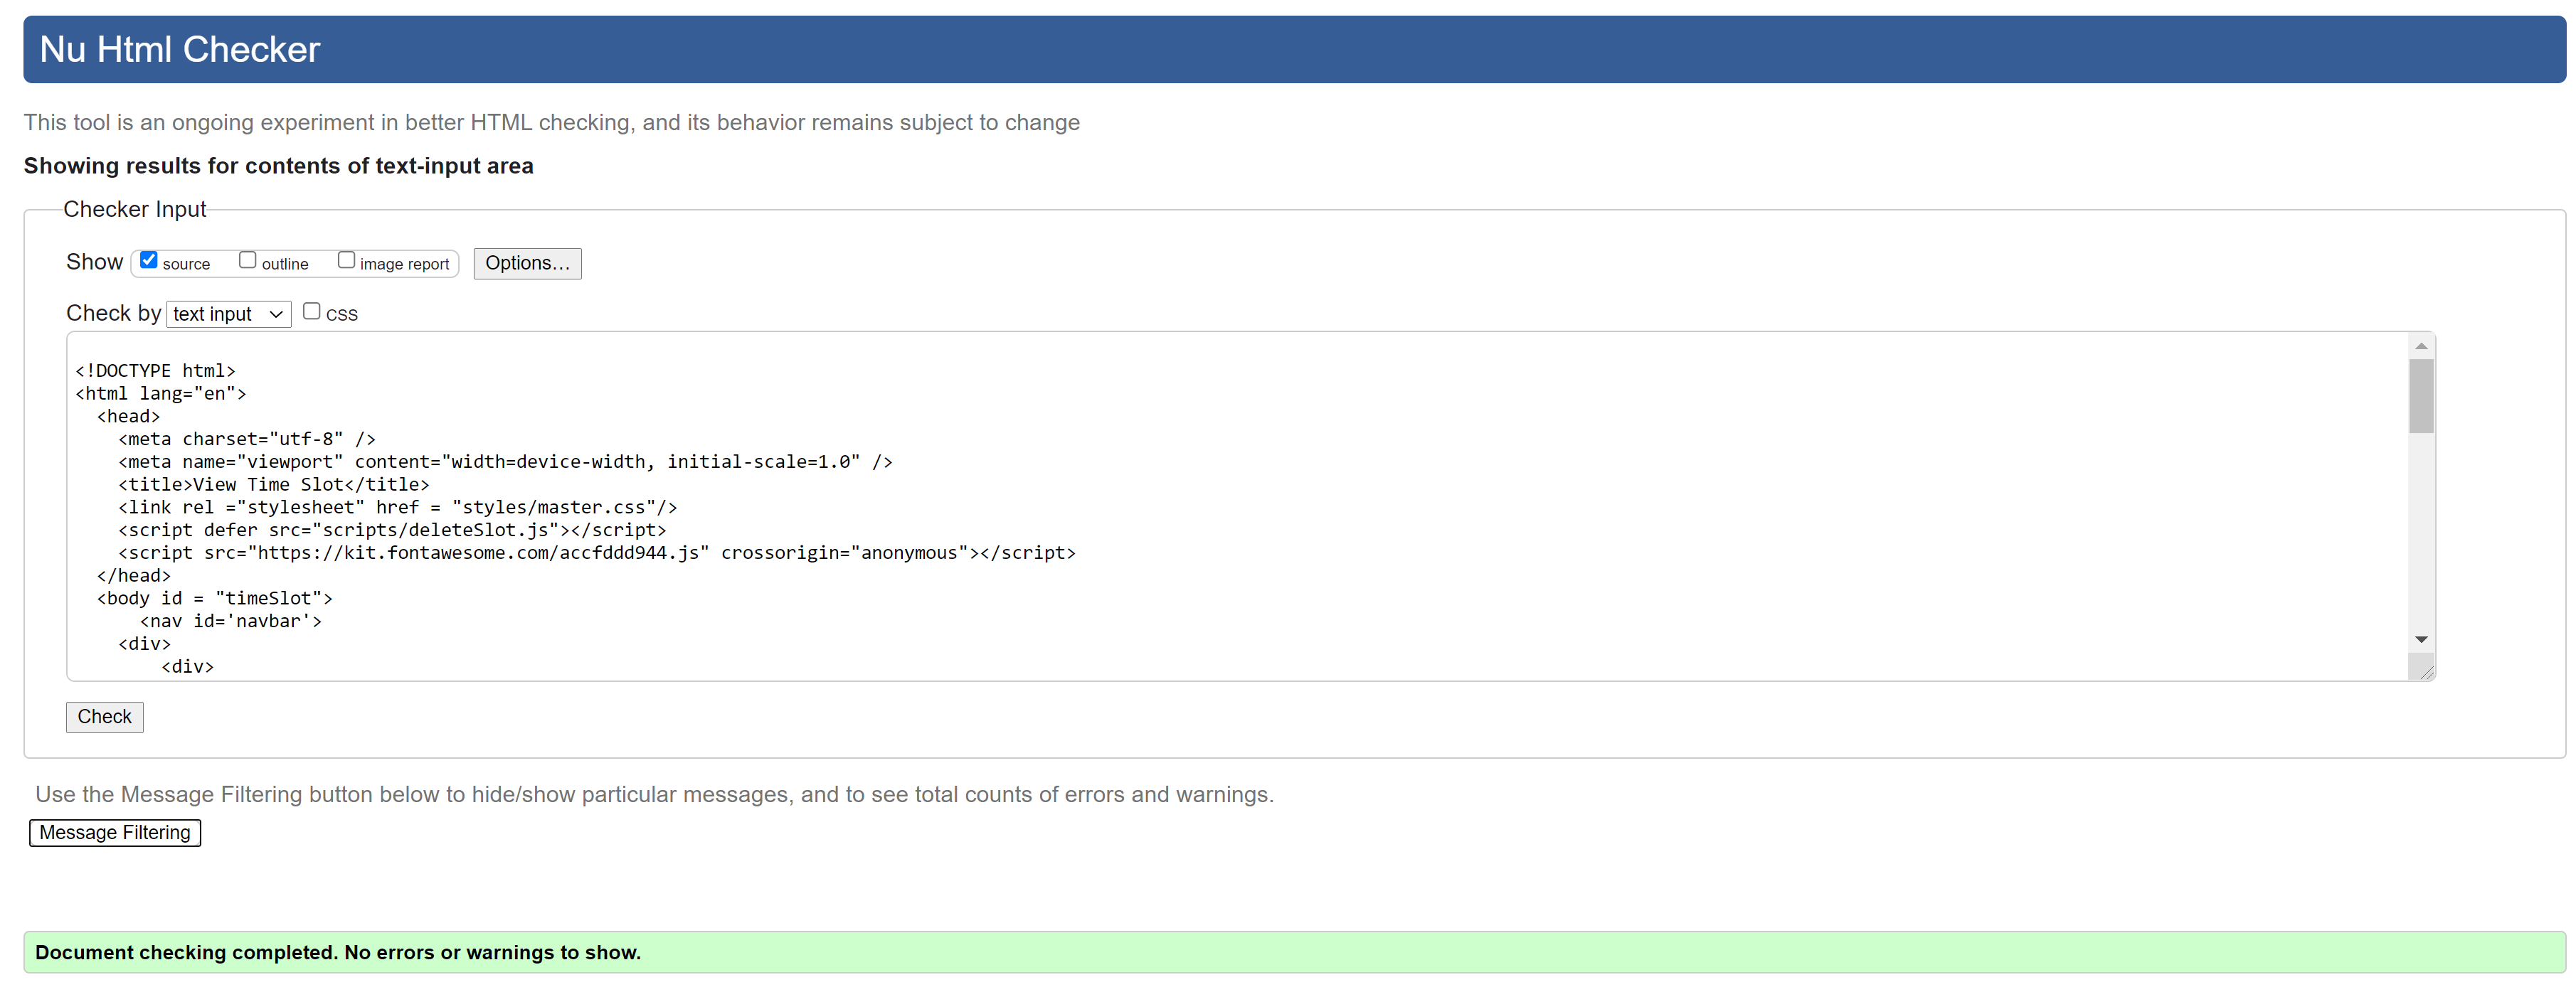 Nu Html Checker
This tool is an ongoing experiment in better HTML checking, and its behavior remains subject to change
Showing results for contents of text-input area
Checker Input
Show source outline image report Options...
Check by text input CSS
<!DOCTYPE html>
<html lang="en">
  <head>
    <meta charset="utf-8" />
    <meta name="viewport" content="width=device-width, initial-scale=1.0" />
    <title>View Time Slot</title>
    <link rel ="stylesheet" href = "styles/master.css"/>
    <script defer src="scripts/deleteSlot.js"></script>
    <script src="https://kit.fontawesome.com/accfddd944.js" crossorigin="anonymous"></script>
  </head>
  <body id = "timeSlot">
      <nav id='navbar'>
    <div>
        <div>
Check
Use the Message Filtering button below to hide/show particular messages, and to see total counts of errors and warnings.
Message Filtering
Document checking completed. No errors or warnings to show.